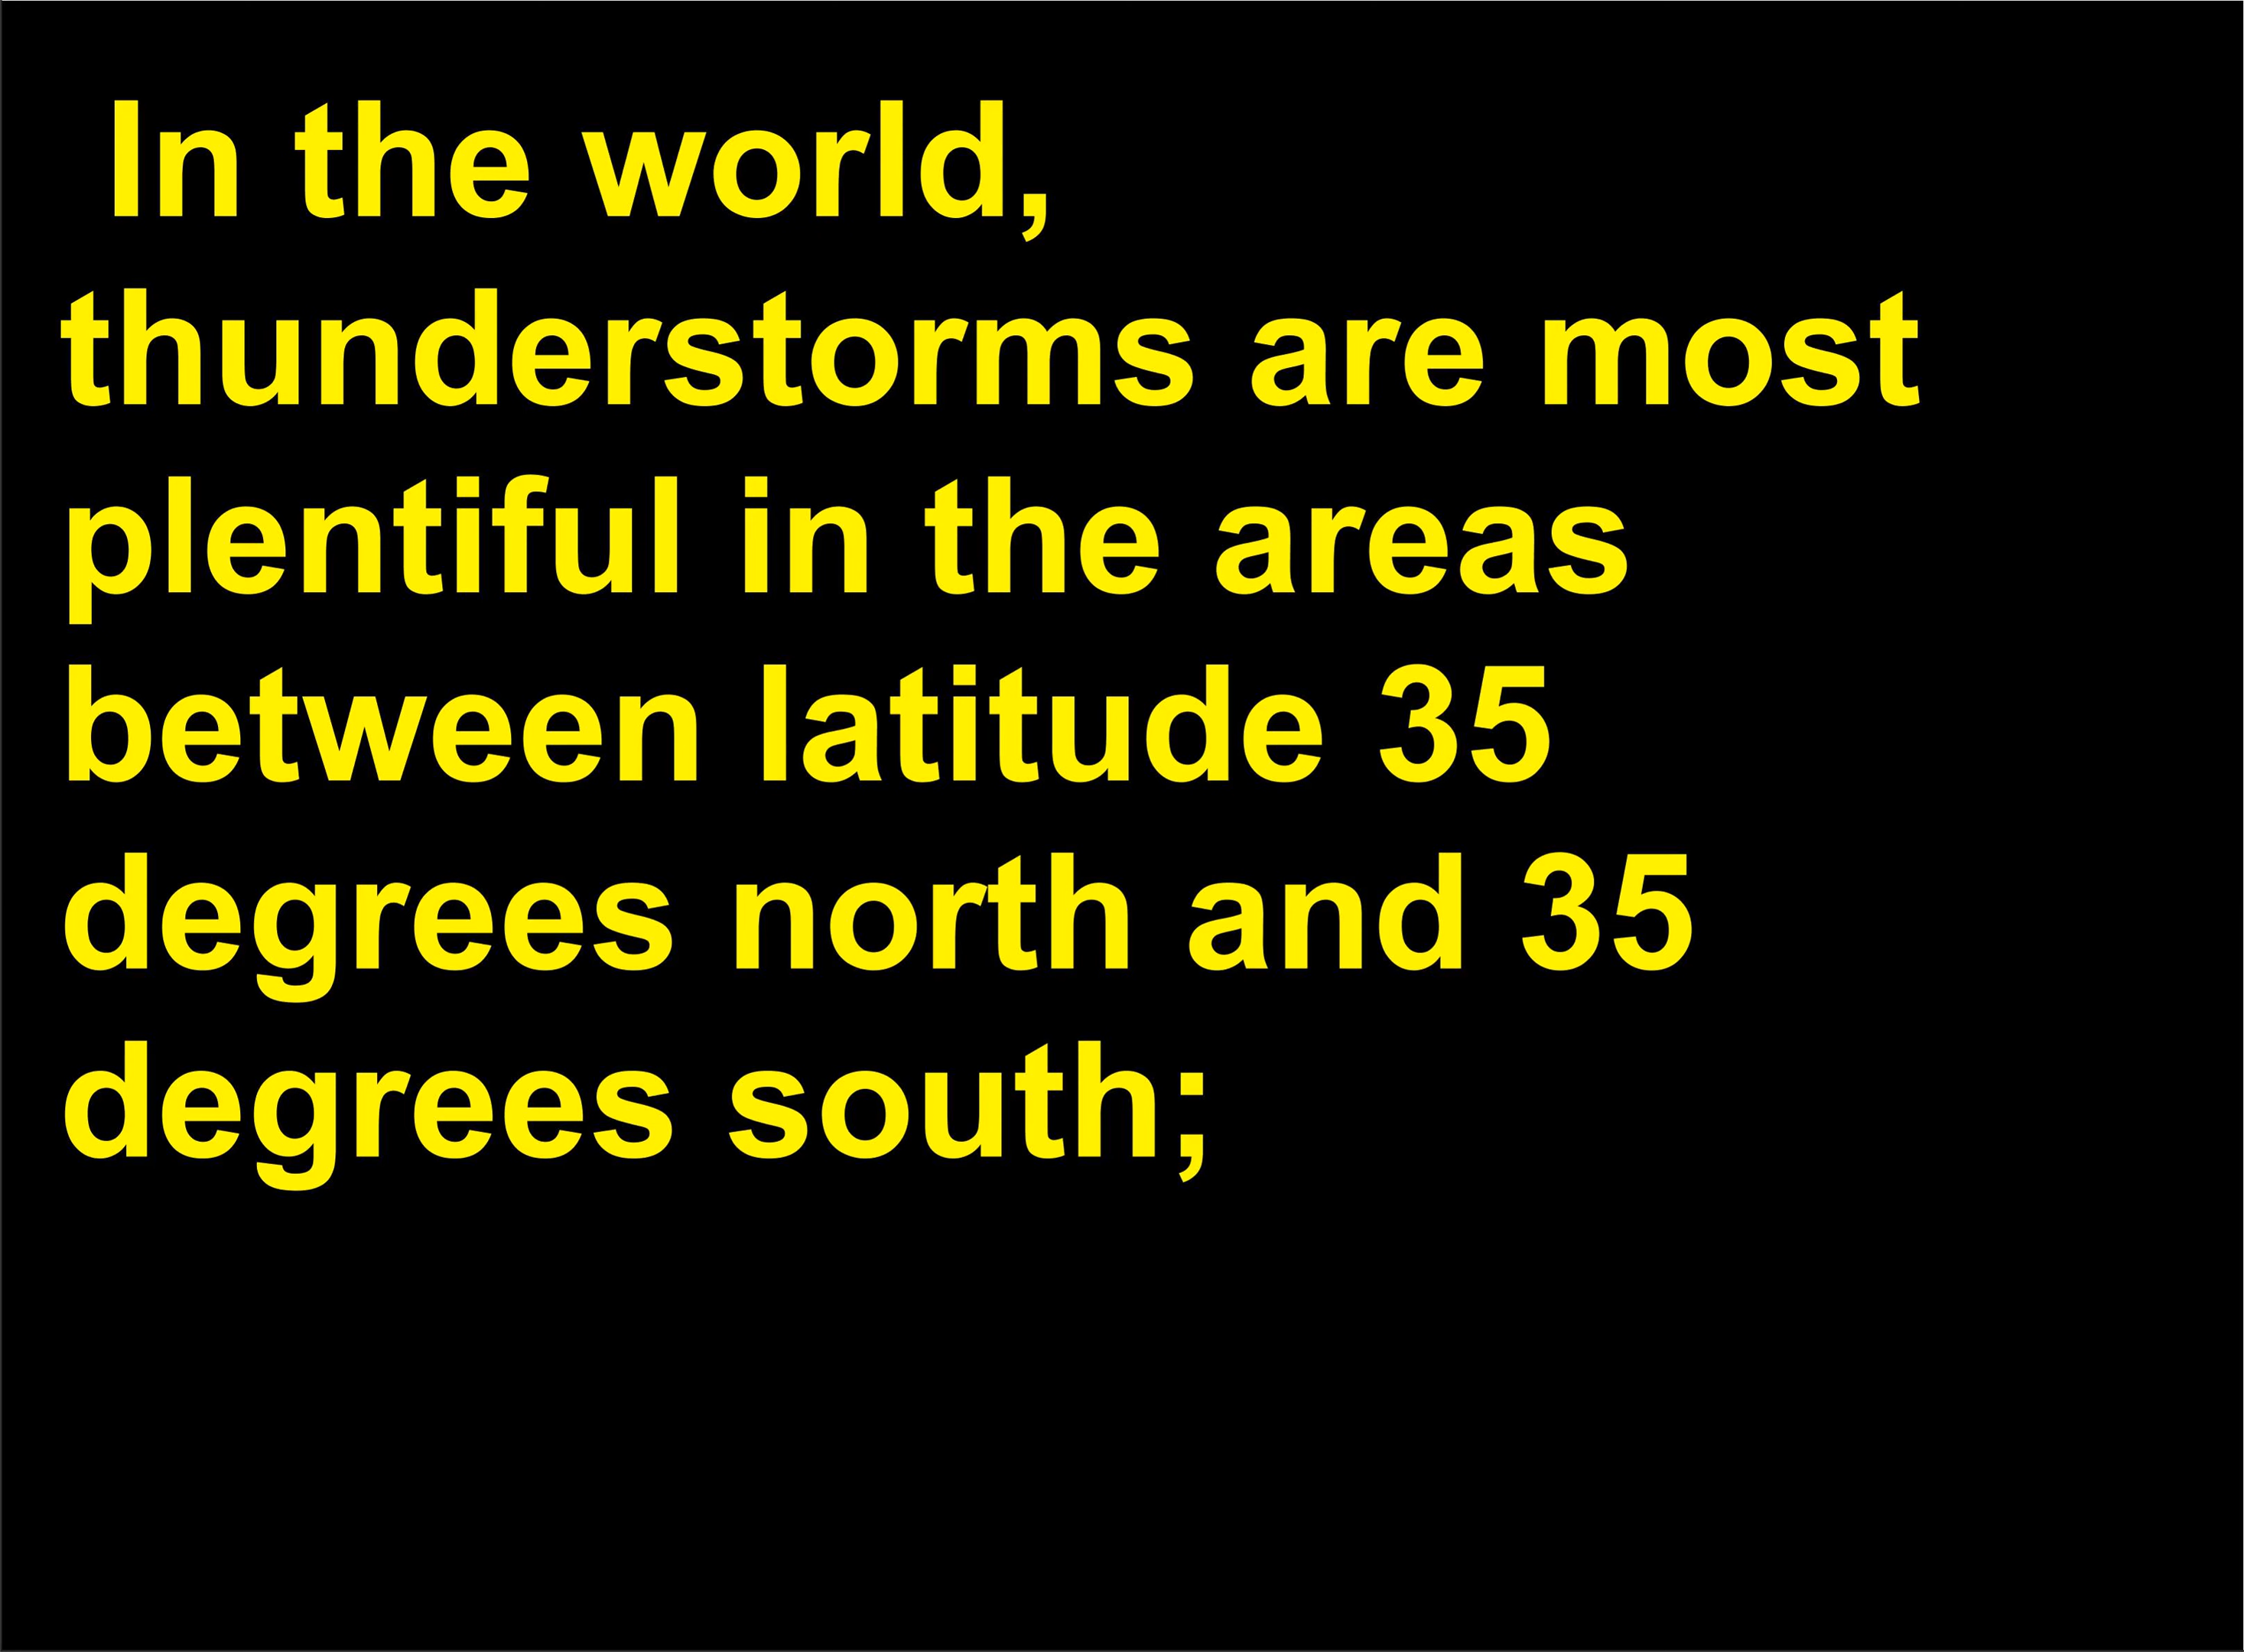 In the world,
thunderstorms are most
plentiful in the areas
between latitude 35
degrees north and 35
degrees south;